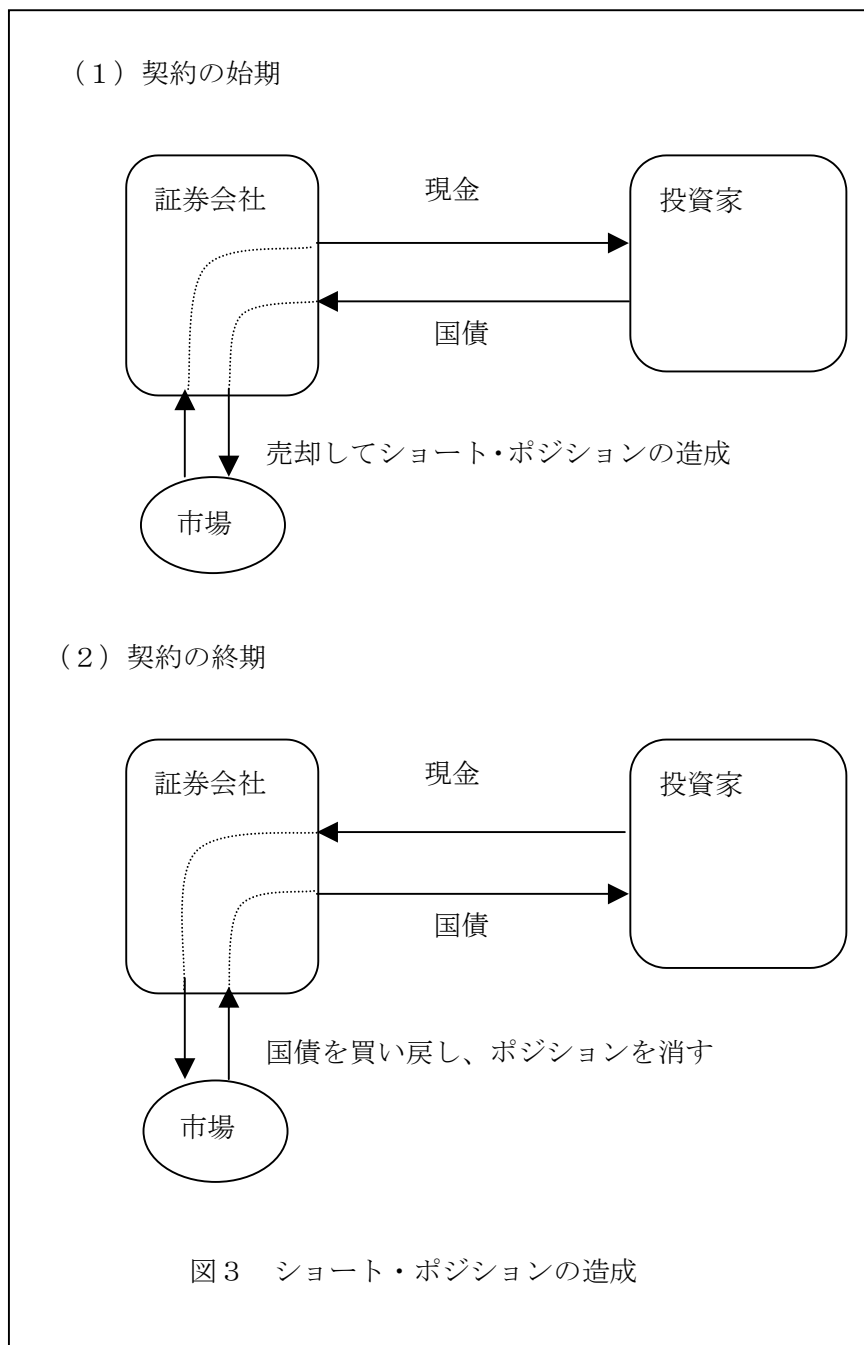 （１）契約の始期
証券会社
現金
投資家
国債
売却してショート・ポジションの造成
市場
（２）契約の終期
証券会社
現金
投資家
国債
国債を買い戻し、ポジションを消す
市場
図３　ショート・ポジションの造成